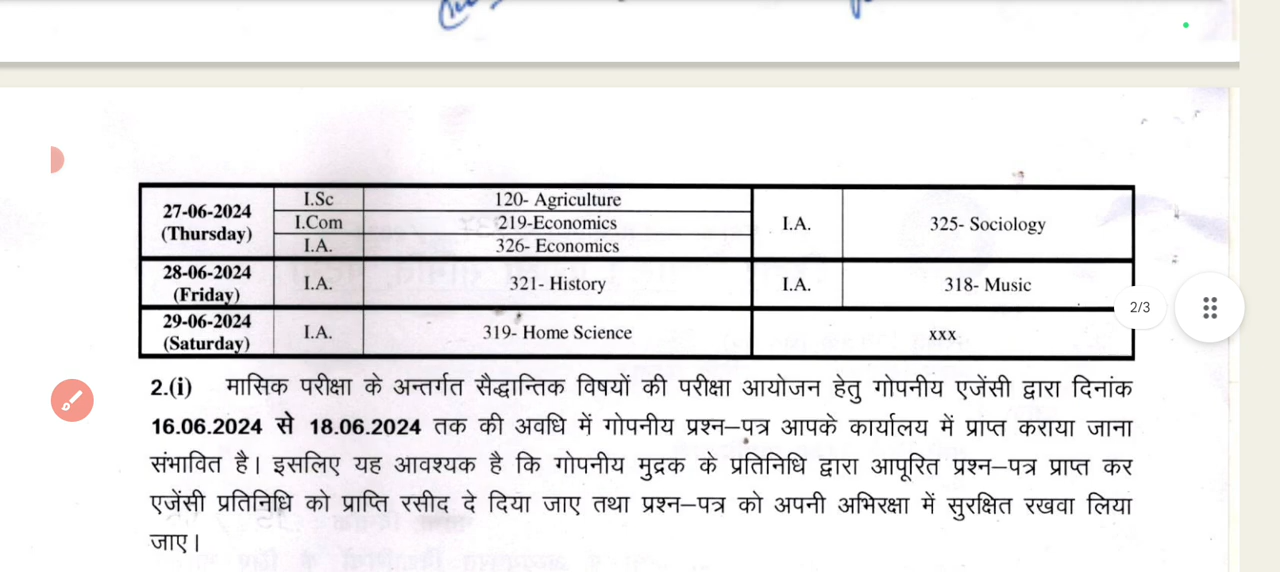 27-06-2024
(Thursday)
I.Sc
120- Agriculture
I.Com
219-Economics
I.A.
326- Economics
I.A.
325- Sociology
28-06-2024
(Friday)
I.A.
321- History
I.A.
318- Music
29-06-2024
(Saturday)
I.A.
319- Home Science
xxx
2/3
2.(i) मासिक परीक्षा के अन्तर्गत सैद्धान्तिक विषयों की परीक्षा आयोजन हेतु गोपनीय एजेंसी द्वारा दिनांक
16.06.2024 से 18.06.2024 तक की अवधि में गोपनीय प्रश्न–पत्र आपके कार्यालय में प्राप्त कराया जाना
संभावित है। इसलिए यह आवश्यक है कि गोपनीय मुद्रक के प्रतिनिधि द्वारा आपूरित प्रश्न–पत्र प्राप्त कर
एजेंसी प्रतिनिधि को प्राप्ति रसीद दे दिया जाए तथा प्रश्न–पत्र को अपनी अभिरक्षा में सुरक्षित रखवा लिया
जाए।